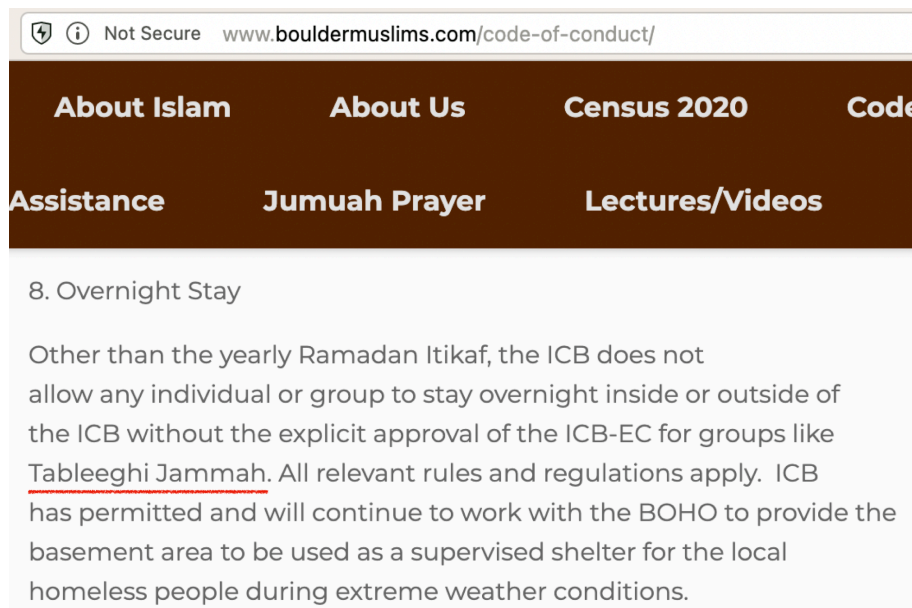 Not Secure www.bouldermuslims.com/code-of-conduct/
About Islam About Us Census 2020 Code
Assistance Jumuah Prayer Lectures/Videos
8. Overnight Stay
Other than the yearly Ramadan Itikaf, the ICB does not
allow any individual or group to stay overnight inside or outside of
the ICB without the explicit approval of the ICB-EC for groups like
Tableeghi Jammah. All relevant rules and regulations apply. ICB
has permitted and will continue to work with the BOHO to provide the
basement area to be used as a supervised shelter for the local
homeless people during extreme weather conditions.